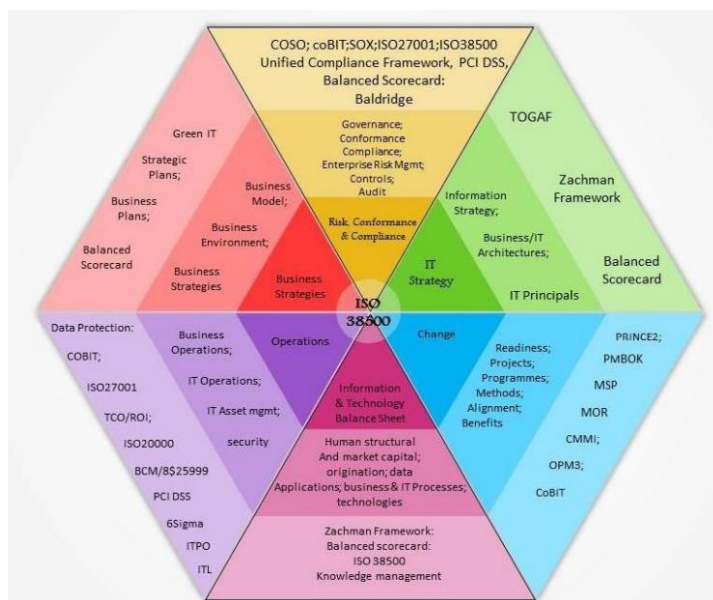 COSO; coBIT;SOX;ISO27001;ISO38500
Unified Compliance Framework, PCI DSS,
Balanced Scorecard:
Baldridge
Governance;
Conformance
Compliance;
Enterprise Risk Mgmt;
Controls;
Audit
Risk, Conformance
& Compliance
Green IT
Strategic
Plans;
Business
Plans;
Balanced
Scorecard
Business
Model;
Business
Environment;
Business
Strategies
Business
Strategies
TOGAF
Zachman
Framework
Balanced
Scorecard
Information
Strategy;
Business/IT
Architectures;
IT Principals
IT
Strategy
ISO
38500
Data Protection:
COBIT;
ISO27001
TCO/ROI;
ISO20000
BCM/8$25999
PCI DSS
6Sigma
ITPO
ITL
Business
Operations;
IT Operations;
IT Asset mgmt;
security
Operations
Information
& Technology
Balance Sheet
Human structural
And market capital;
origination; data
Applications; business & IT Processes;
technologies
Zachman Framework:
Balanced scorecard:
ISO 38500
Knowledge management
Change
Readiness;
Projects;
Programmes;
Methods;
Alignment;
Benefits
PRINCE2;
PMBOK
MSP
MOR
CMMI;
OPM3;
CoBIT